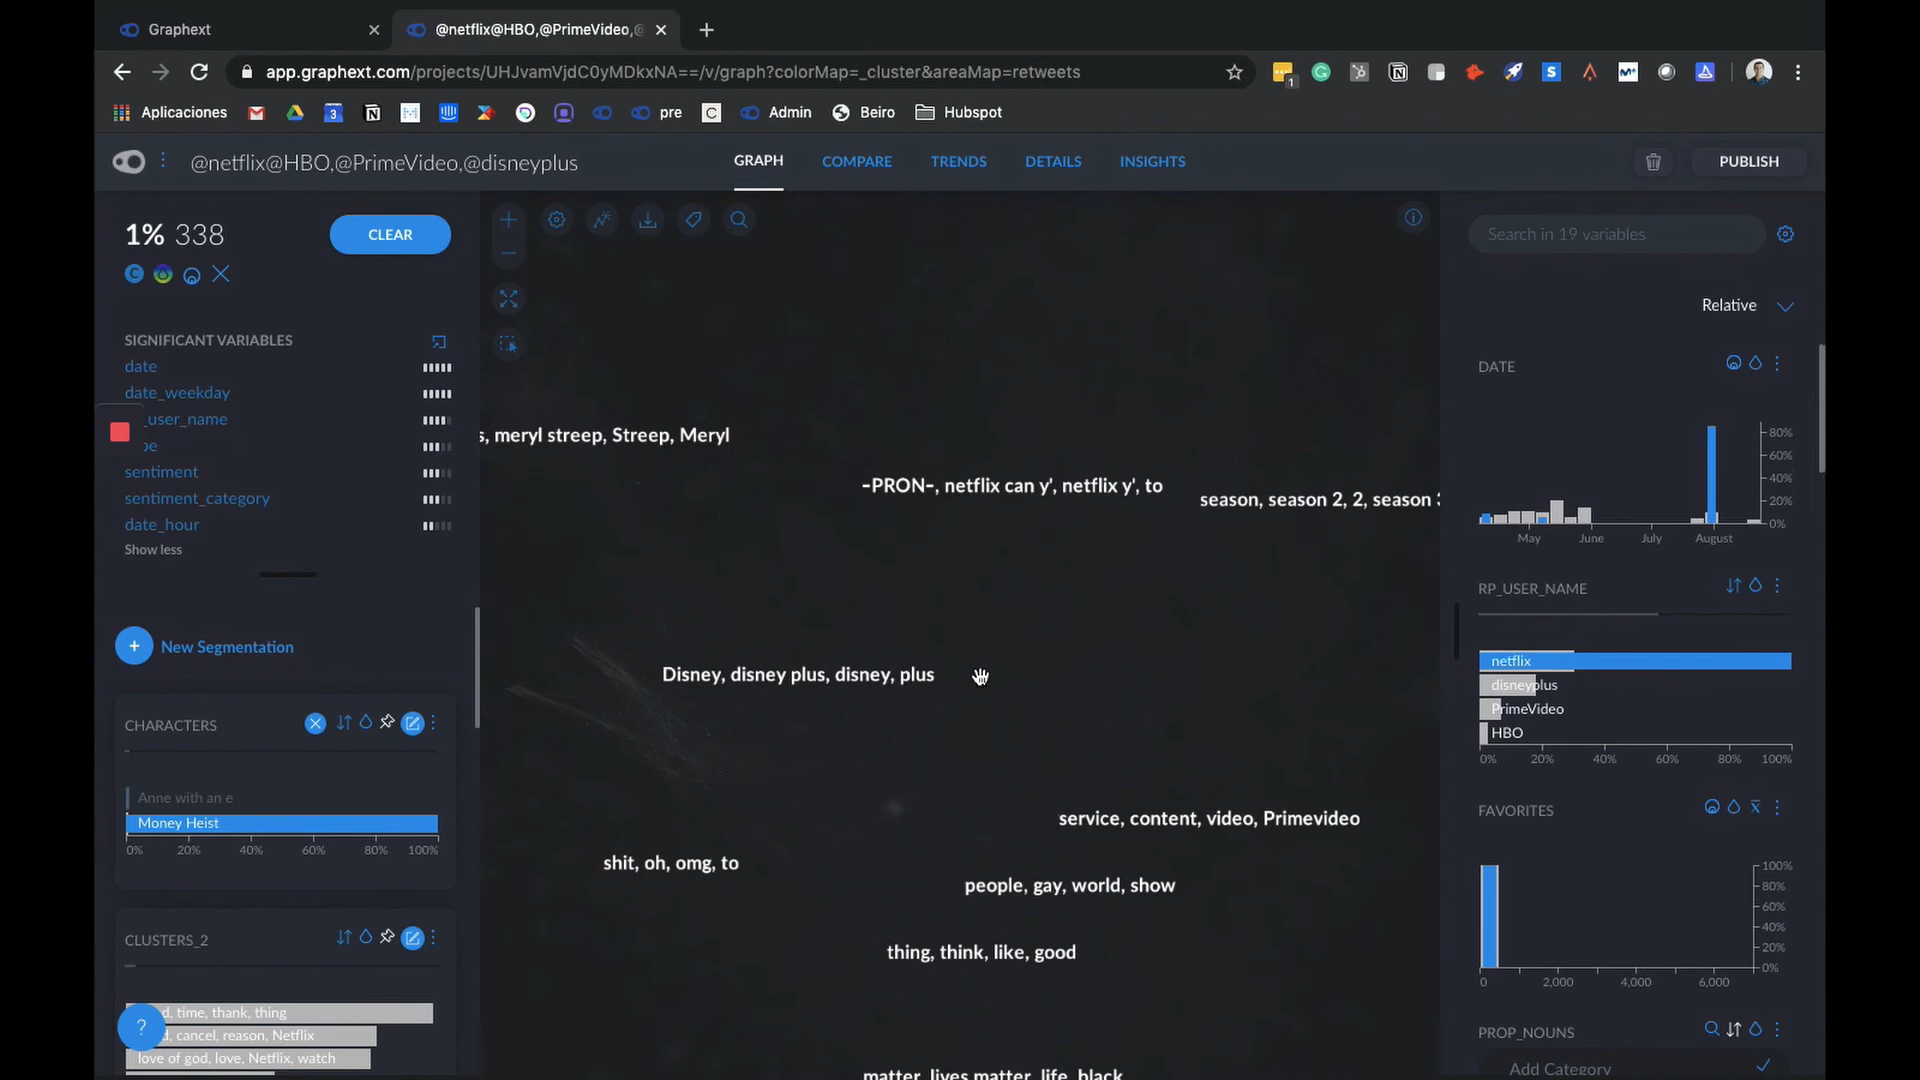 Graphext
@netflix@HBO,@PrimeVideo,@
app.graphext.com/projects/UHJvamVjdC0yMDkxNA==/v/graph?colorMap=_cluster&areaMap=retweets
1
Aplicaciones
3
pre
C
Admin
Beiro
Hubspot
@netflix@HBO,@PrimeVideo,@disneyplus
GRAPH
COMPARE
TRENDS
DETAILS
INSIGHTS
PUBLISH
1% 338
CLEAR
SIGNIFICANT VARIABLES
date
date_weekday
_user_name
sentiment
sentiment_category
date_hour
Show less
New Segmentation
CHARACTERS
Anne with an e
Money Heist
0% 20% 40% 60% 80% 100%
CLUSTERS_2
time, thank, thing
cancel, reason, Netflix
love of god, love, Netflix, watch
?
meryl streep, Streep, Meryl
-PRON-, netflix can y', netflix y', to
season, season 2, 2, season
Disney, disney plus, disney, plus
service, content, video, Primevideo
shit, oh, omg, to
people, gay, world, show
thing, think, like, good
matter, lives matter, life, black
Search in 19 variables
Relative
DATE
80%
60%
40%
20%
0%
May June July August
RP_USER_NAME
netflix
disneyplus
PrimeVideo
HBO
0% 20% 40% 60% 80% 100%
FAVORITES
100%
80%
60%
40%
20%
0%
0 2,000 4,000 6,000
PROP_NOUNS
Add Category